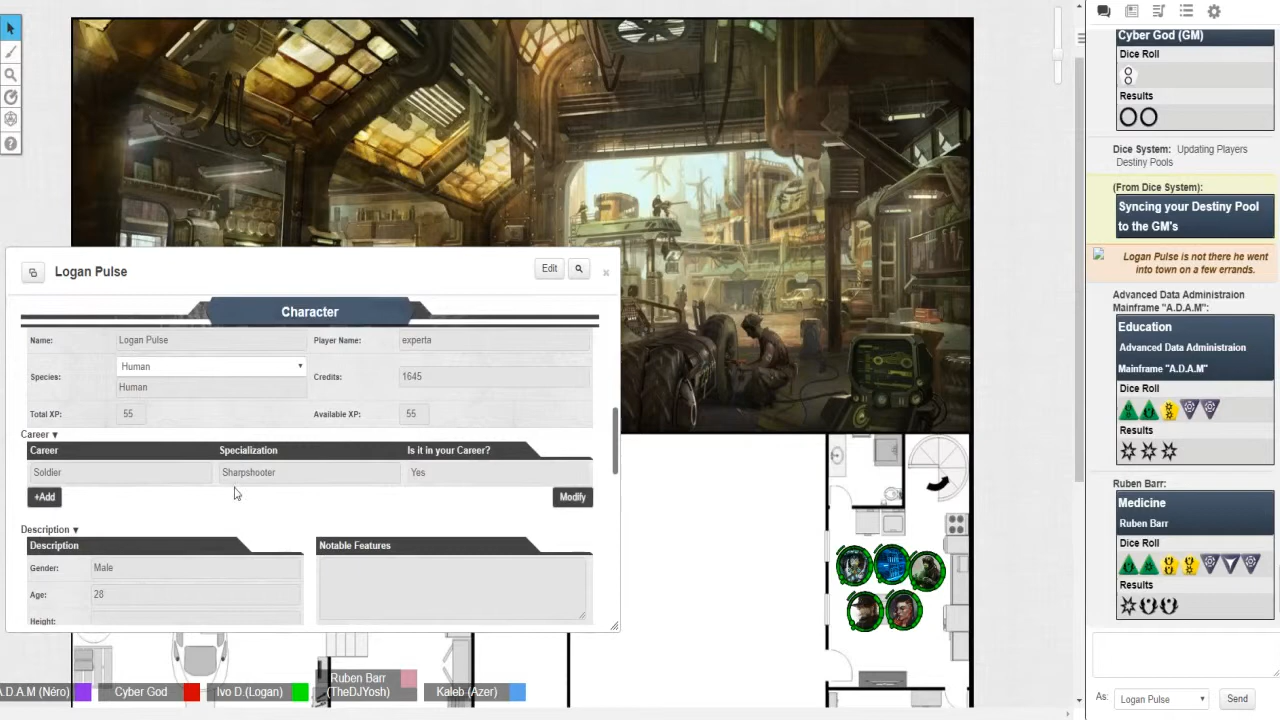 Logan Pulse
Edit
Character
Name:
Logan Pulse
Player Name:
experta
Species:
Human
Human
Credits:
1645
Total XP:
55
Available XP:
55
Career ▼
Career
Specialization
Is it in your Career?
Soldier
Sharpshooter
Yes
+Add
Modify
Description ▼
Description
Notable Features
Gender:
Male
Age:
28
Height:
A.D.A.M (Néro)
Cyber God
Ivo D.(Logan)
Ruben Barr
(TheDJYosh)
Kaleb (Azer)
Cyber God (GM)
Dice Roll
Results
Dice System: Updating Players
Destiny Pools
(From Dice System):
Syncing your Destiny Pool
to the GM's
Logan Pulse is not there he went
into town on a few errands.
Advanced Data Administraion
Mainframe "A.D.A.M":
Education
Advanced Data Administraion
Mainframe "A.D.A.M"
Dice Roll
Results
Ruben Barr:
Medicine
Ruben Barr
Dice Roll
Results
As:
Logan Pulse
Send